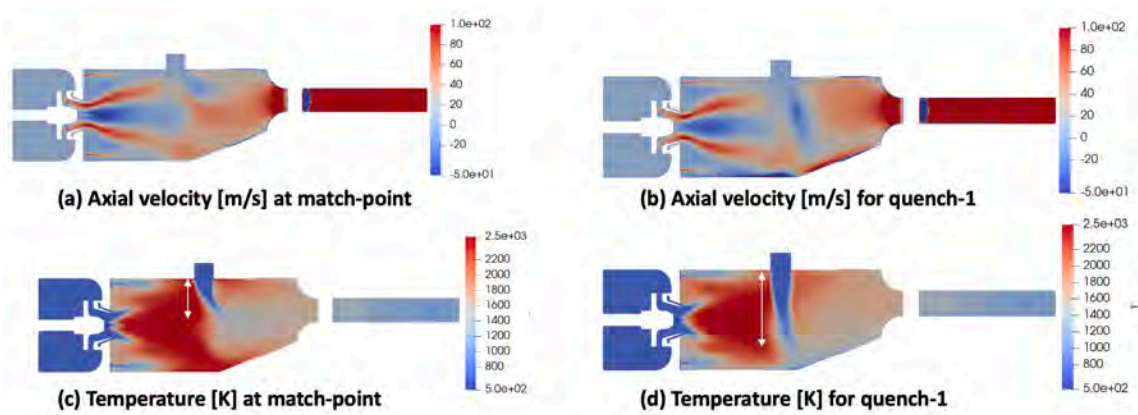 1.0e+02
80
60
40
20
0
-20
-5.0e+01
(a) Axial velocity [m/s] at match-point
1.0e+02
80
60
40
20
0
-20
-5.0e+01
(b) Axial velocity [m/s] for quench-1
2.5e+03
2200
2000
1800
1600
1400
1200
1000
800
5.0e+02
(c) Temperature [K] at match-point
2.5e+03
2200
2000
1800
1600
1400
1200
1000
800
5.0e+02
(d) Temperature [K] for quench-1